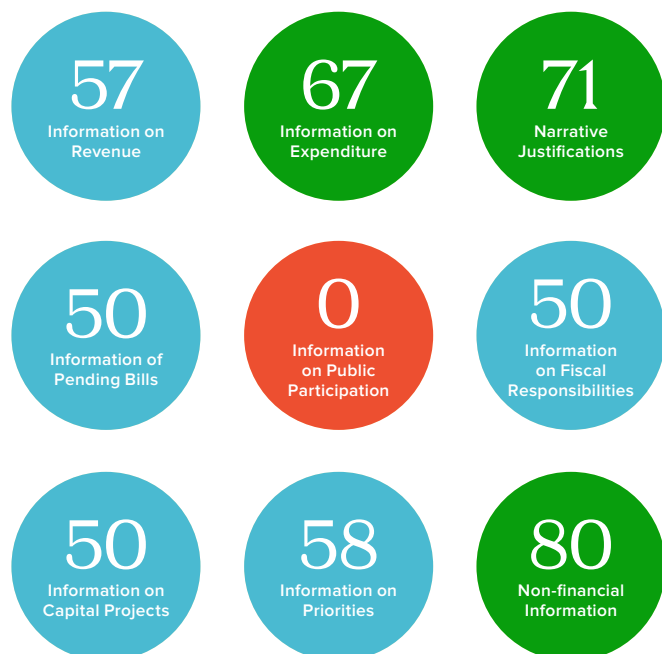 57
Information on
Revenue
67
Information on
Expenditure
71
Narrative
Justifications
50
Information of
Pending Bills
0
Information
on Public
Participation
50
Information
on Fiscal
Responsibilities
50
Information on
Capital Projects
58
Information on
Priorities
80
Non-financial
Information